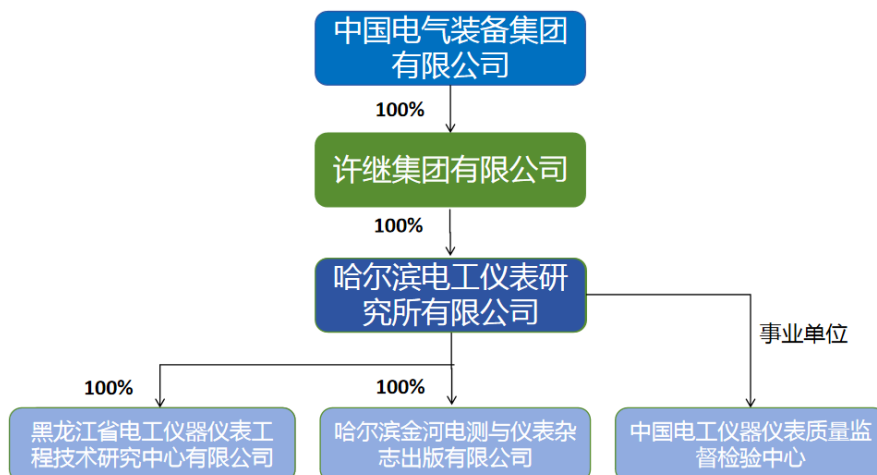 中国电气装备集团
有限公司
100%
许继集团有限公司
100%
哈尔滨电工仪表研
究所有限公司
事业单位
100%
100%
黑龙江省电工仪器仪表工
程技术研究中心有限公司
哈尔滨金河电测与仪表杂
志出版有限公司
中国电工仪器仪表质量监
督检验中心